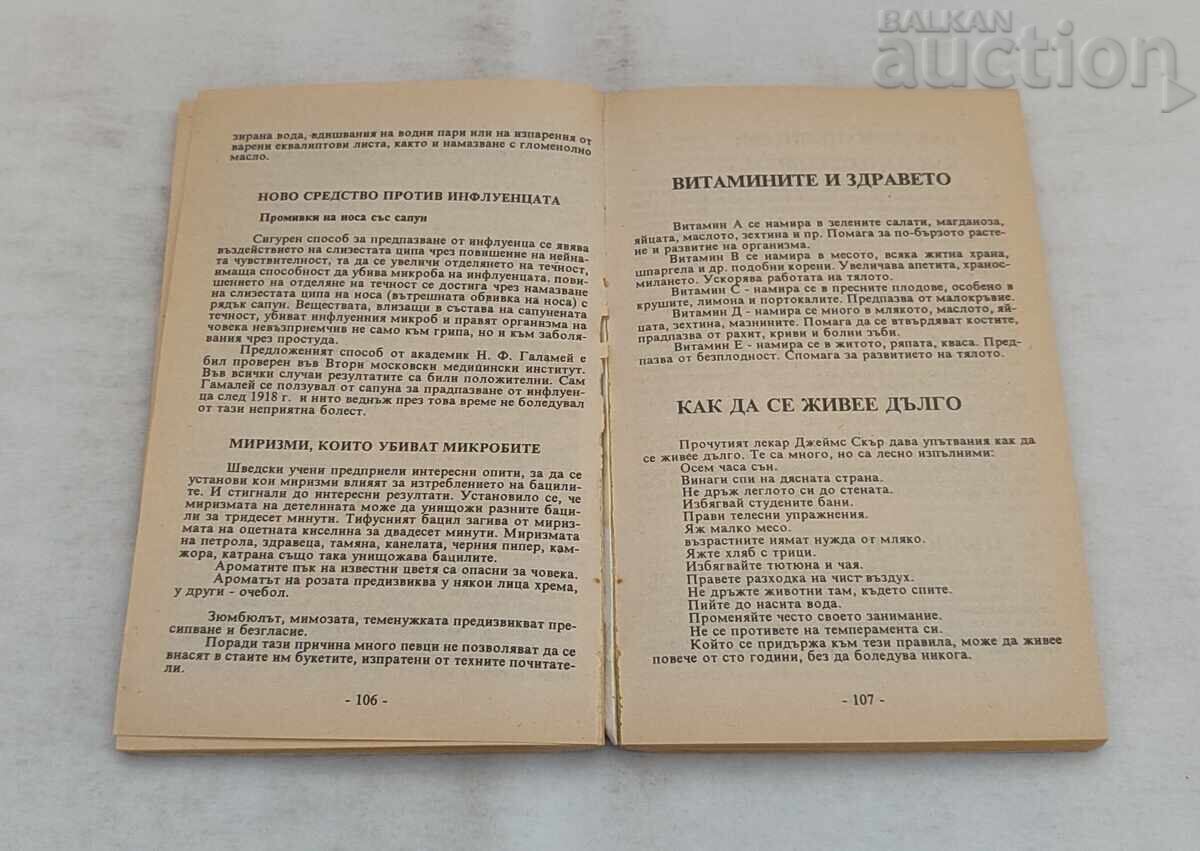 BALKAN
auction
зирана вода, вдишвания на водни пари или на изпарения от
варени еквалиптови листа, както и намазване с гломенолно
масло.
НОВО СРЕДСТВО ПРОТИВ ИНФЛУЕНЦАТА
Промивки на носа със сапун
Сигурен способ за предпазване от инфлуенца се явява
въздействието на слизестата ципа чрез повишение на нейна-
та чувствителност, та да се увеличи отделянето на течност,
имаща способност да убива микроба на инфлуенцата, пови-
шението на отделяне на течност се достига чрез намазване
на слизестата ципа на носа (вътрешната обвивка на носа) с
рядък сапун. Веществата, влизащи в състава на сапунената
течност, убиват инфлуенния микроб и правят организма на
човека невъзприемчив не само към грипа, но и към заболя-
вания чрез простуда.
Предложеният способ от академик Н. Ф. Галамей е
бил проверен във Втори московски медицински институт.
Във всички случаи резултатите са били положителни. Сам
Гамалей се ползувал от сапуна за прадпазване от инфлуен-
ца след 1918 г. и нито веднъж през това време не боледувал
от тази неприятна болест.
МИРИЗМИ, КОИТО УБИВАТ МИКРОБИТЕ
Шведски учени предприели интересни опити, за да се
установи кои миризми влияят за изтреблението на бацили-
те. И стигнали до интересни резултати. Установило се, че
миризмата на детелината може да унищожи разните баци-
ли за тридесет минути. Тифусният бацил загива от мириз-
мата на оцетната киселина за двадесет минути. Миризмата
на петрола, здравеца, тамяна, канелата, черния пипер, кам-
жора, катрана също така унищожава бацилите.
Ароматите пък на известни цветя са опасни за човека.
Ароматът на розата предизвиква у някои лица хрема,
у други - очебол.
Зюмбюлът, мимозата, теменужката предизвикват пре-
сипване и безгласие.
Поради тази причина много певци не позволяват да се
внасят в стаите им букетите, изпратени от техните почитате-
ли.
- 106 -
ВИТАМИНИТЕ И ЗДРАВЕТО
Витамин А се намира в зелените салати, магданоза,
яйцата, маслото, зехтина и пр. Помага за по-бързото расте-
ние и развитие на организма.
Витамин В се намира в месото, всяка житна храна,
шпаргела и др. подобни корени. Увеличава апетита, хранос-
милането. Ускорява работата на тялото.
Витамин С - намира се в пресните плодове, особено в
крушите, лимона и портокалите. Предпазва от малокръвие.
Витамин Д - намира се много в млякото, маслото, яй-
цата, зехтина, мазнините. Помага да се втвърдяват костите,
предпазва от рахит, криви и болни зъби.
Витамин Е - намира се в житото, ряпата, кваса. Пред-
пазва от безплодност. Спомага за развитието на тялото.
КАК ДА СЕ ЖИВЕЕ ДЪЛГО
Прочутият лекар Джеймс Скър дава упътвания как да
се живее дълго. Те са много, но са лесно изпълними:
Осем часа сън.
Винаги спи на дясната страна.
Не дръж леглото си до стената.
Избягвай студените бани.
Прави телесни упражнения.
Яж малко месо.
възрастните нямат нужда от мляко.
Яжте хляб с трици.
Избягвайте тютюна и чая.
Правете разходка на чист въздух.
Не дръжте животни там, където спите.
Пийте до насита вода.
Променяйте често своето занимание.
Не се противете на темперамента си.
Който се придържа към тези правила, може да живее
повече от сто години, без да боледува никога.
- 107 -